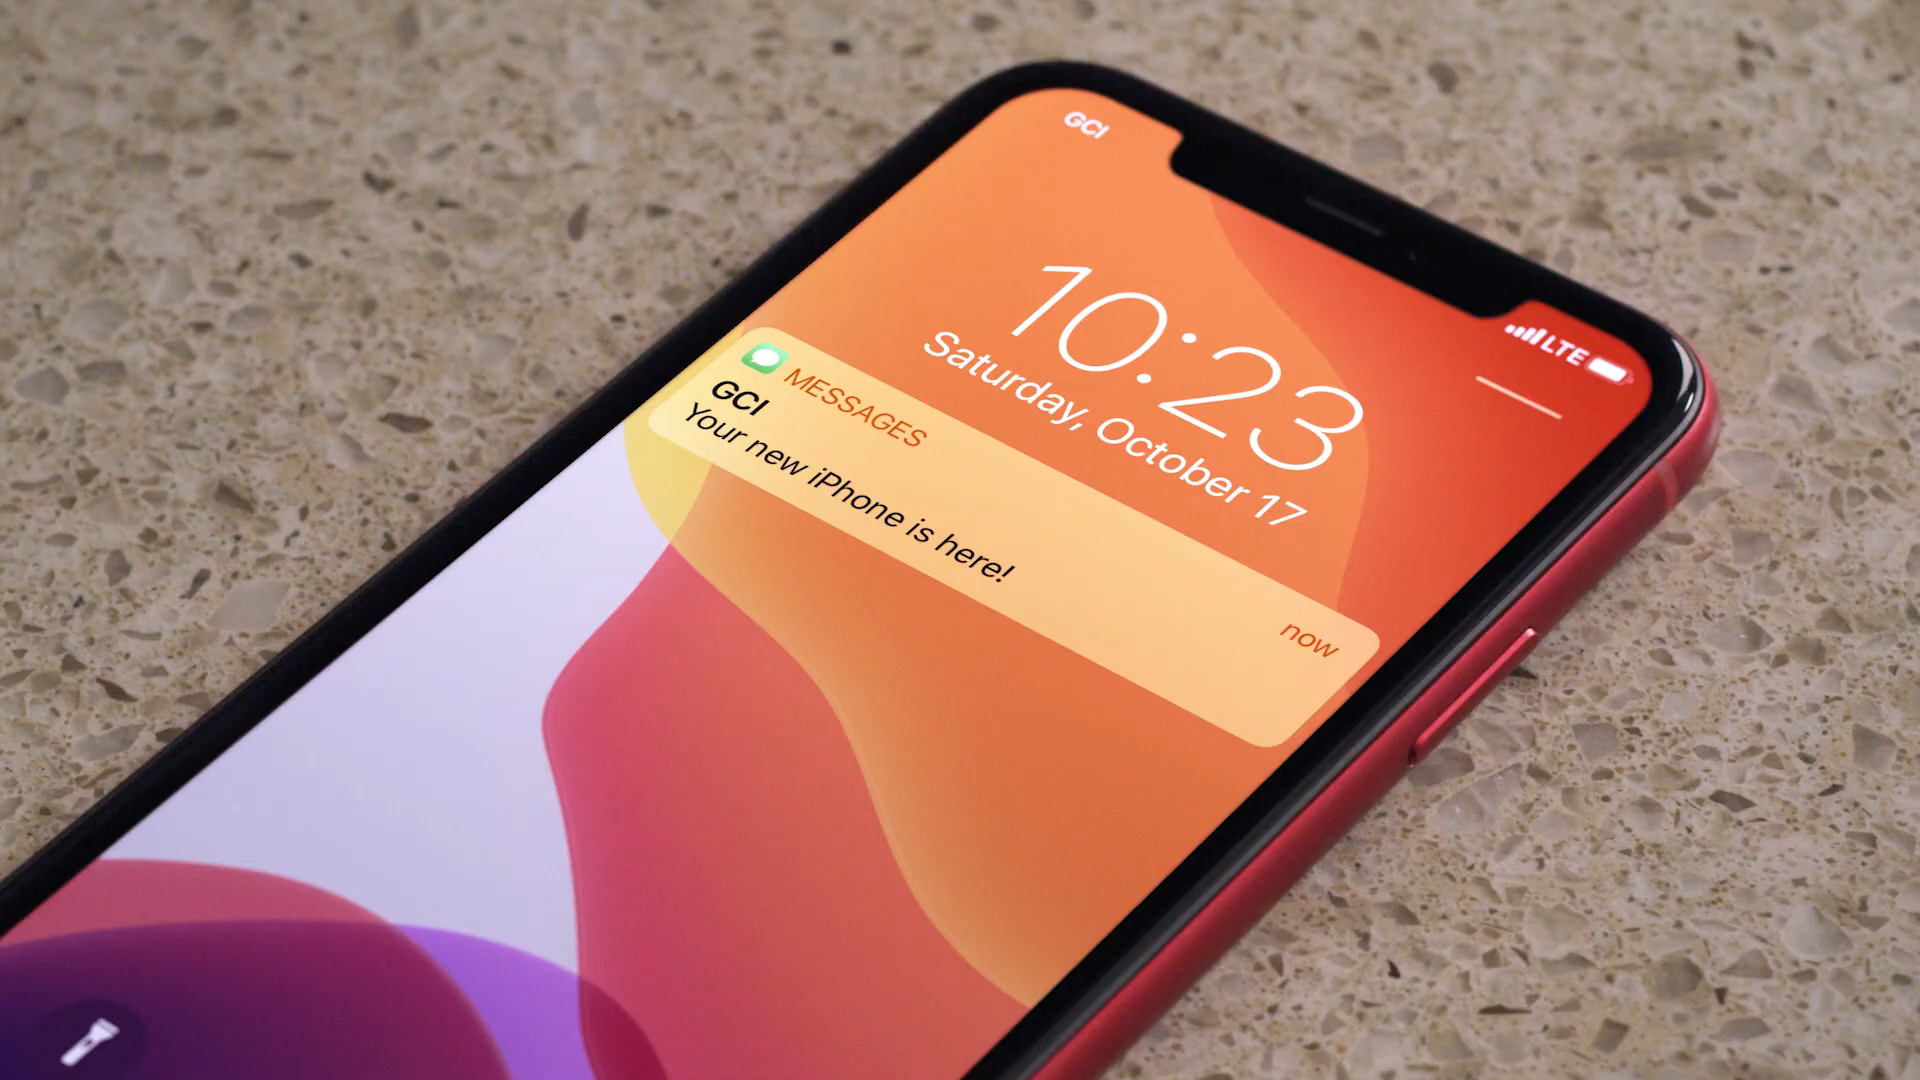 GCI
LTE
10:23
Saturday, October 17
MESSAGES
now
GCI
Your new iPhone is here!